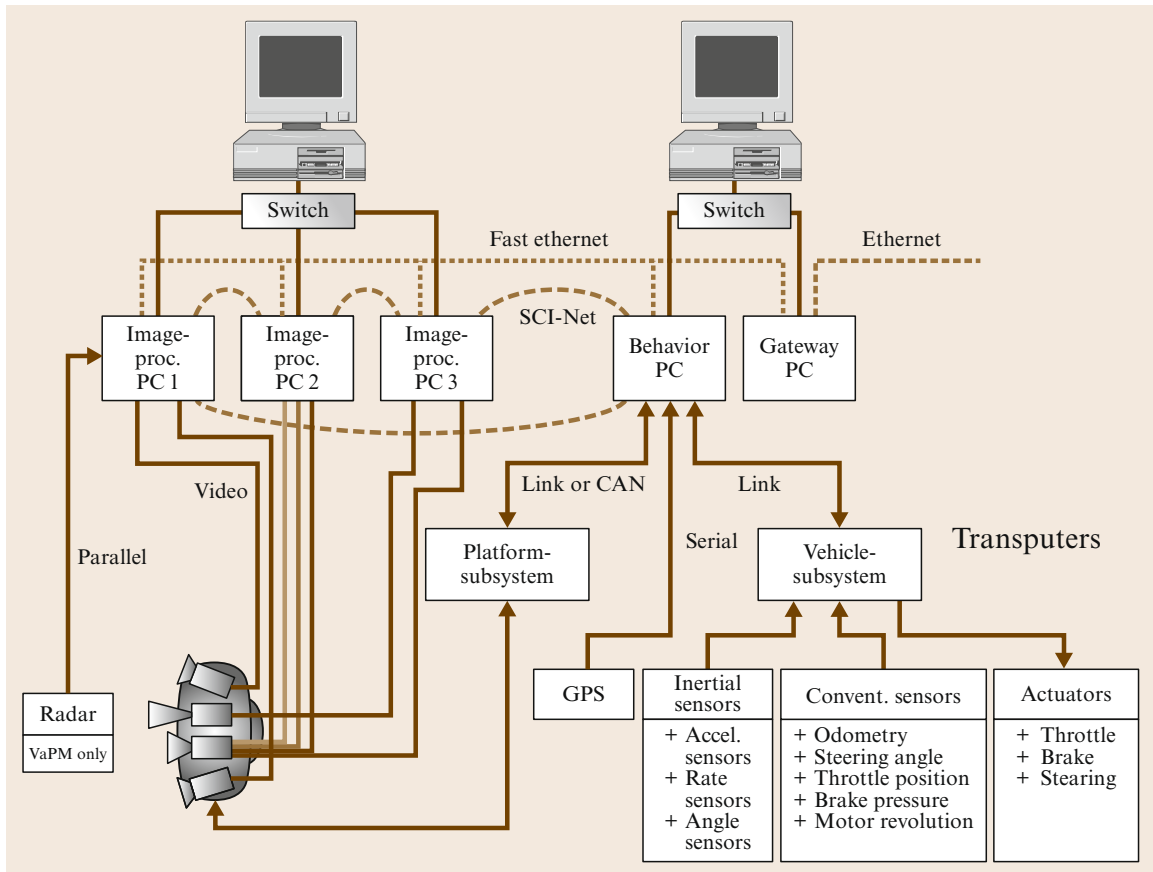 Switch
Switch
Fast ethernet
Ethernet
SCI-Net
Image-
proc.
PC 1
Image-
proc.
PC 2
Image-
proc.
PC 3
Behavior
PC
Gateway
PC
Video
Link or CAN
Link
Parallel
Serial
Transputers
Platform-
subsystem
Vehicle-
subsystem
Radar
VaPM only
GPS
Inertial
sensors
+ Accel.
sensors
+ Rate
sensors
+ Angle
sensors
Convent. sensors
+ Odometry
+ Steering angle
+ Throttle position
+ Brake pressure
+ Motor revolution
Actuators
+ Throttle
+ Brake
+ Stearing